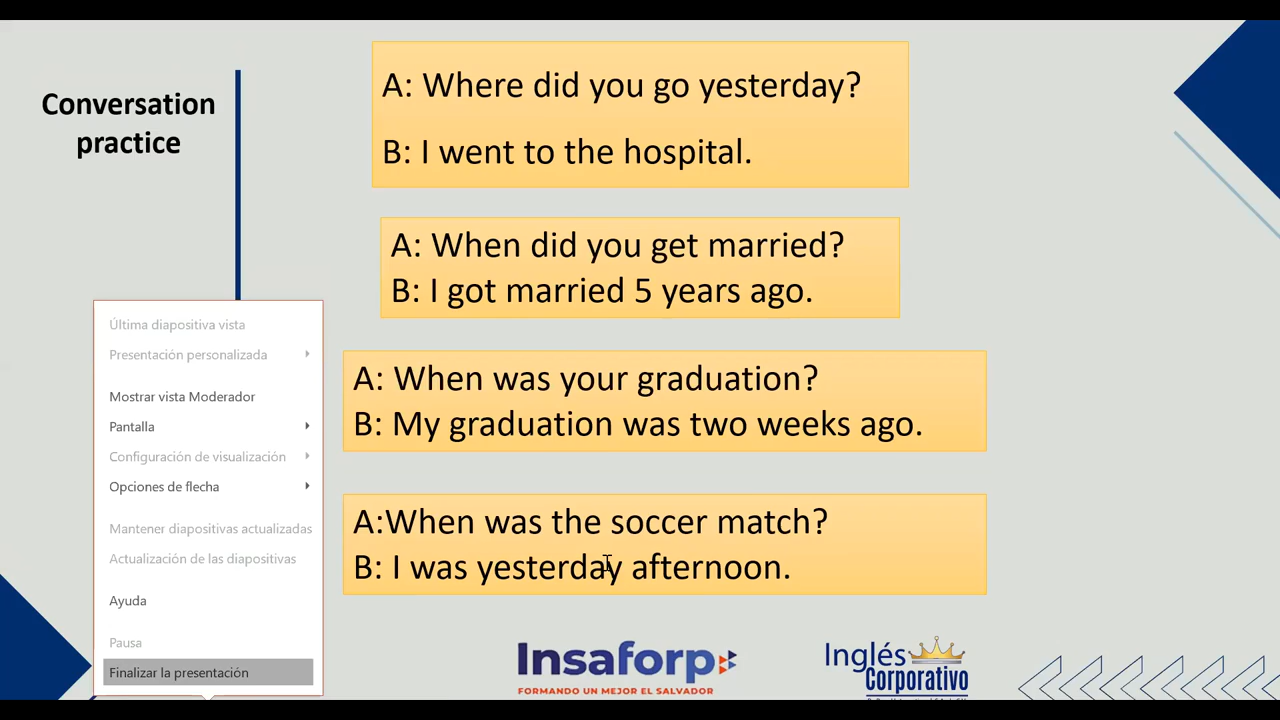 Conversation
practice
A: Where did you go yesterday?
B: I went to the hospital.
A: When did you get married?
B: I got married 5 years ago.
A: When was your graduation?
B: My graduation was two weeks ago.
A:When was the soccer match?
B: I was yesterday afternoon.
Última diapositiva vista
Presentación personalizada
Mostrar vista Moderador
Pantalla
Configuración de visualización
Opciones de flecha
Mantener diapositivas actualizadas
Actualización de las diapositivas
Ayuda
Pausa
Finalizar la presentación
Insaforp
FORMANDO UN MEJOR EL SALVADOR
Inglés
Corporativo